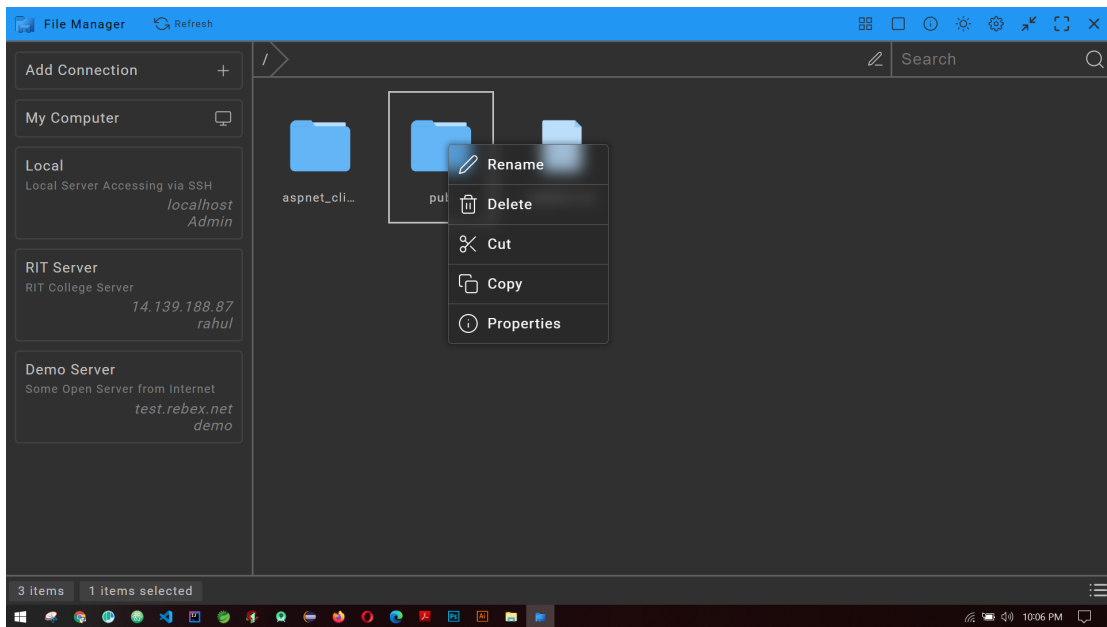 File Manager
Refresh
Add Connection
/
Search
My Computer
Local
Local Server Accessing via SSH
localhost
Admin
RIT Server
RIT College Server
14.139.188.87
rahul
Demo Server
Some Open Server from Internet
test.rebex.net
demo
aspnet_cli...
Rename
Delete
Cut
Copy
Properties
3 items
1 items selected
Ps
Ai
10:06 PM